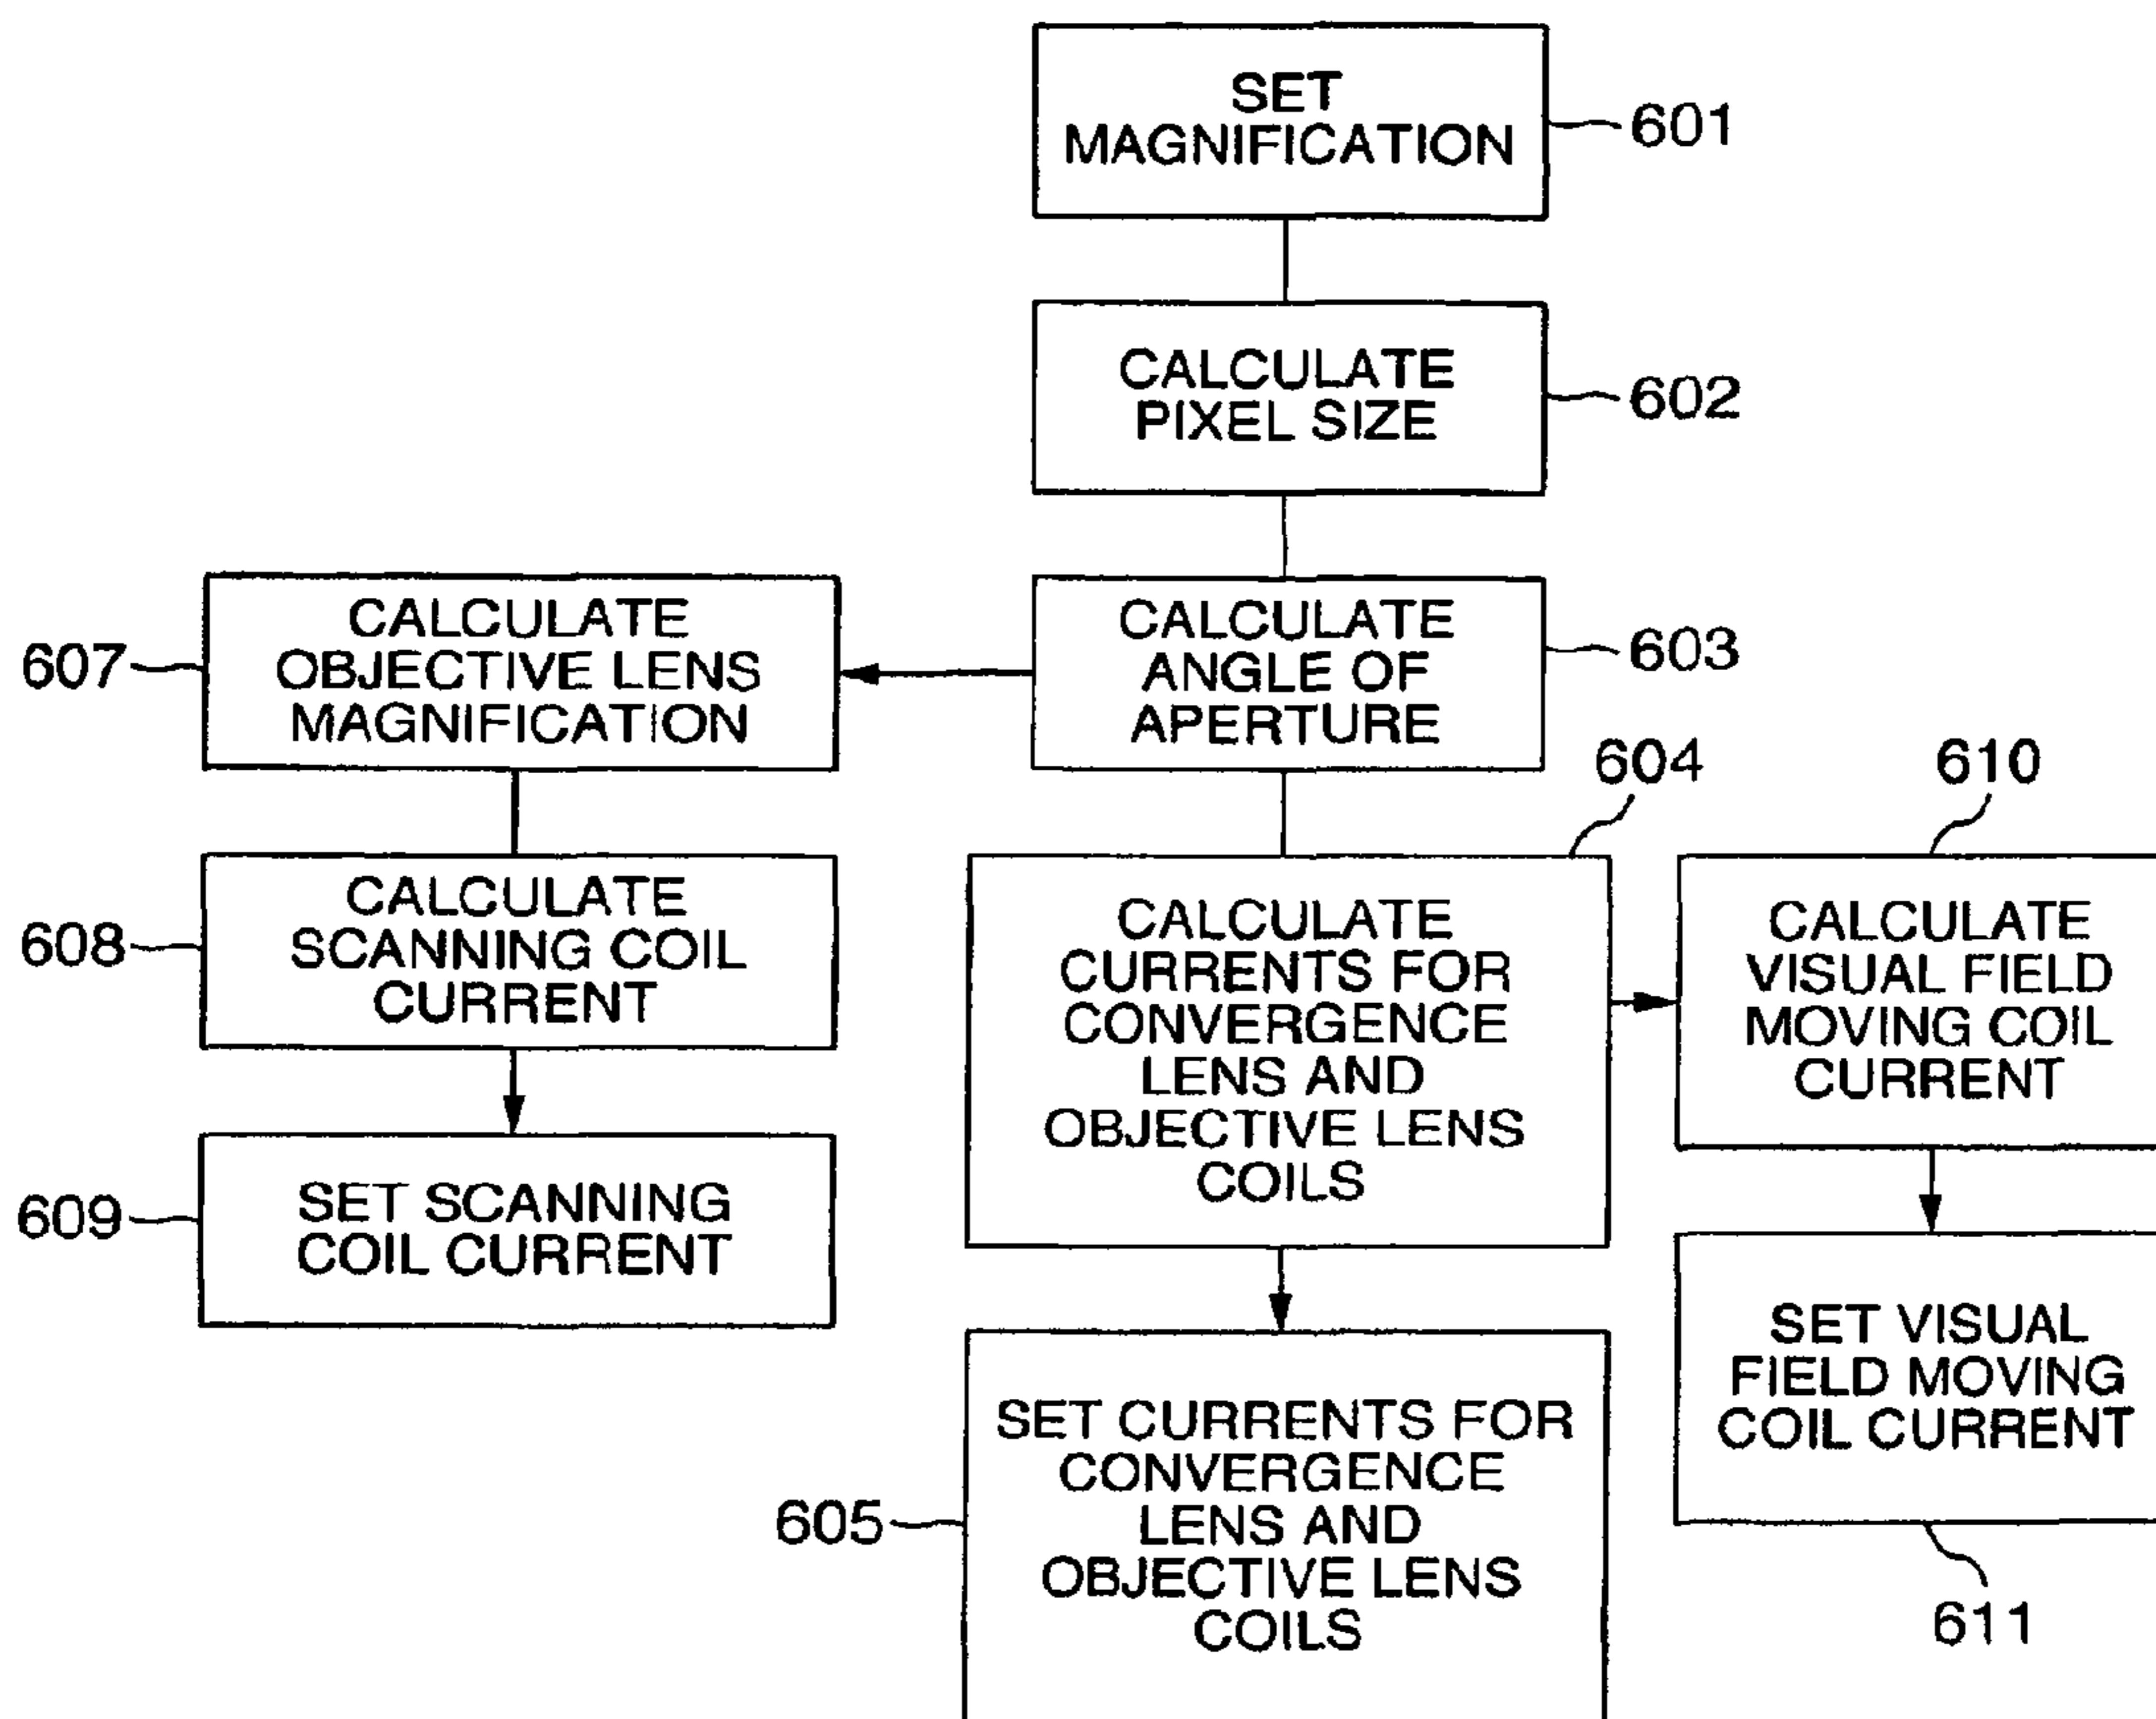 SET
MAGNIFICATION
601
CALCULATE
PIXEL SIZE
602
607
CALCULATE
OBJECTIVE LENS
MAGNIFICATION
CALCULATE
ANGLE OF
APERTURE
603
604
610
608
CALCULATE
SCANNING COIL
CURRENT
CALCULATE
CURRENTS FOR
CONVERGENCE
LENS AND
OBJECTIVE LENS
COILS
CALCULATE
VISUAL FIELD
MOVING COIL
CURRENT
609
SET SCANNING
COIL CURRENT
605
SET CURRENTS FOR
CONVERGENCE
LENS AND
OBJECTIVE LENS
COILS
SET VISUAL
FIELD MOVING
COIL CURRENT
611